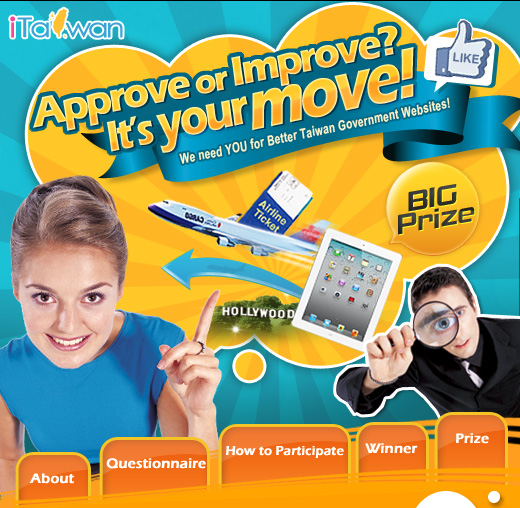 iTaiwan
Approve or Improve?
It's your move!
LIKE
We need YOU for Better Taiwan Government Websites!
BIG
Prize
Airline
Ticket
CARGO
HOLLYWOOD
About
Questionnaire
How to Participate
Winner
Prize